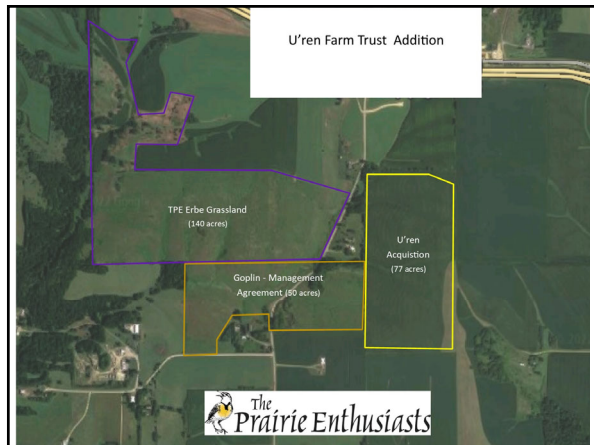 U'ren Farm Trust Addition
TPE Erbe Grassland
(140 acres)
U'ren
Acquistion
(77 acres)
Goplin - Management
Agreement (50 acres)
The
Prairie Enthusiasts